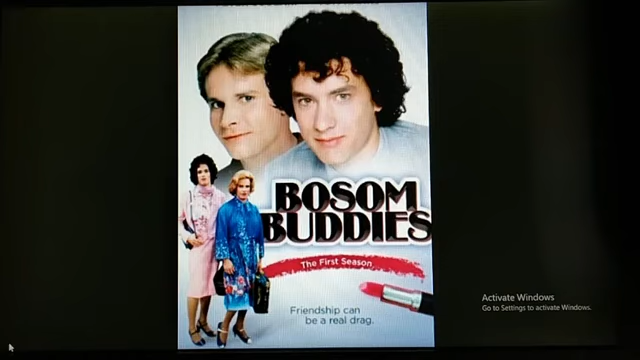 BOSOM
BUDDIES
The First Season
Friendship can
be a real drag.
Activate Windows
Go to Settings to activate Windows.